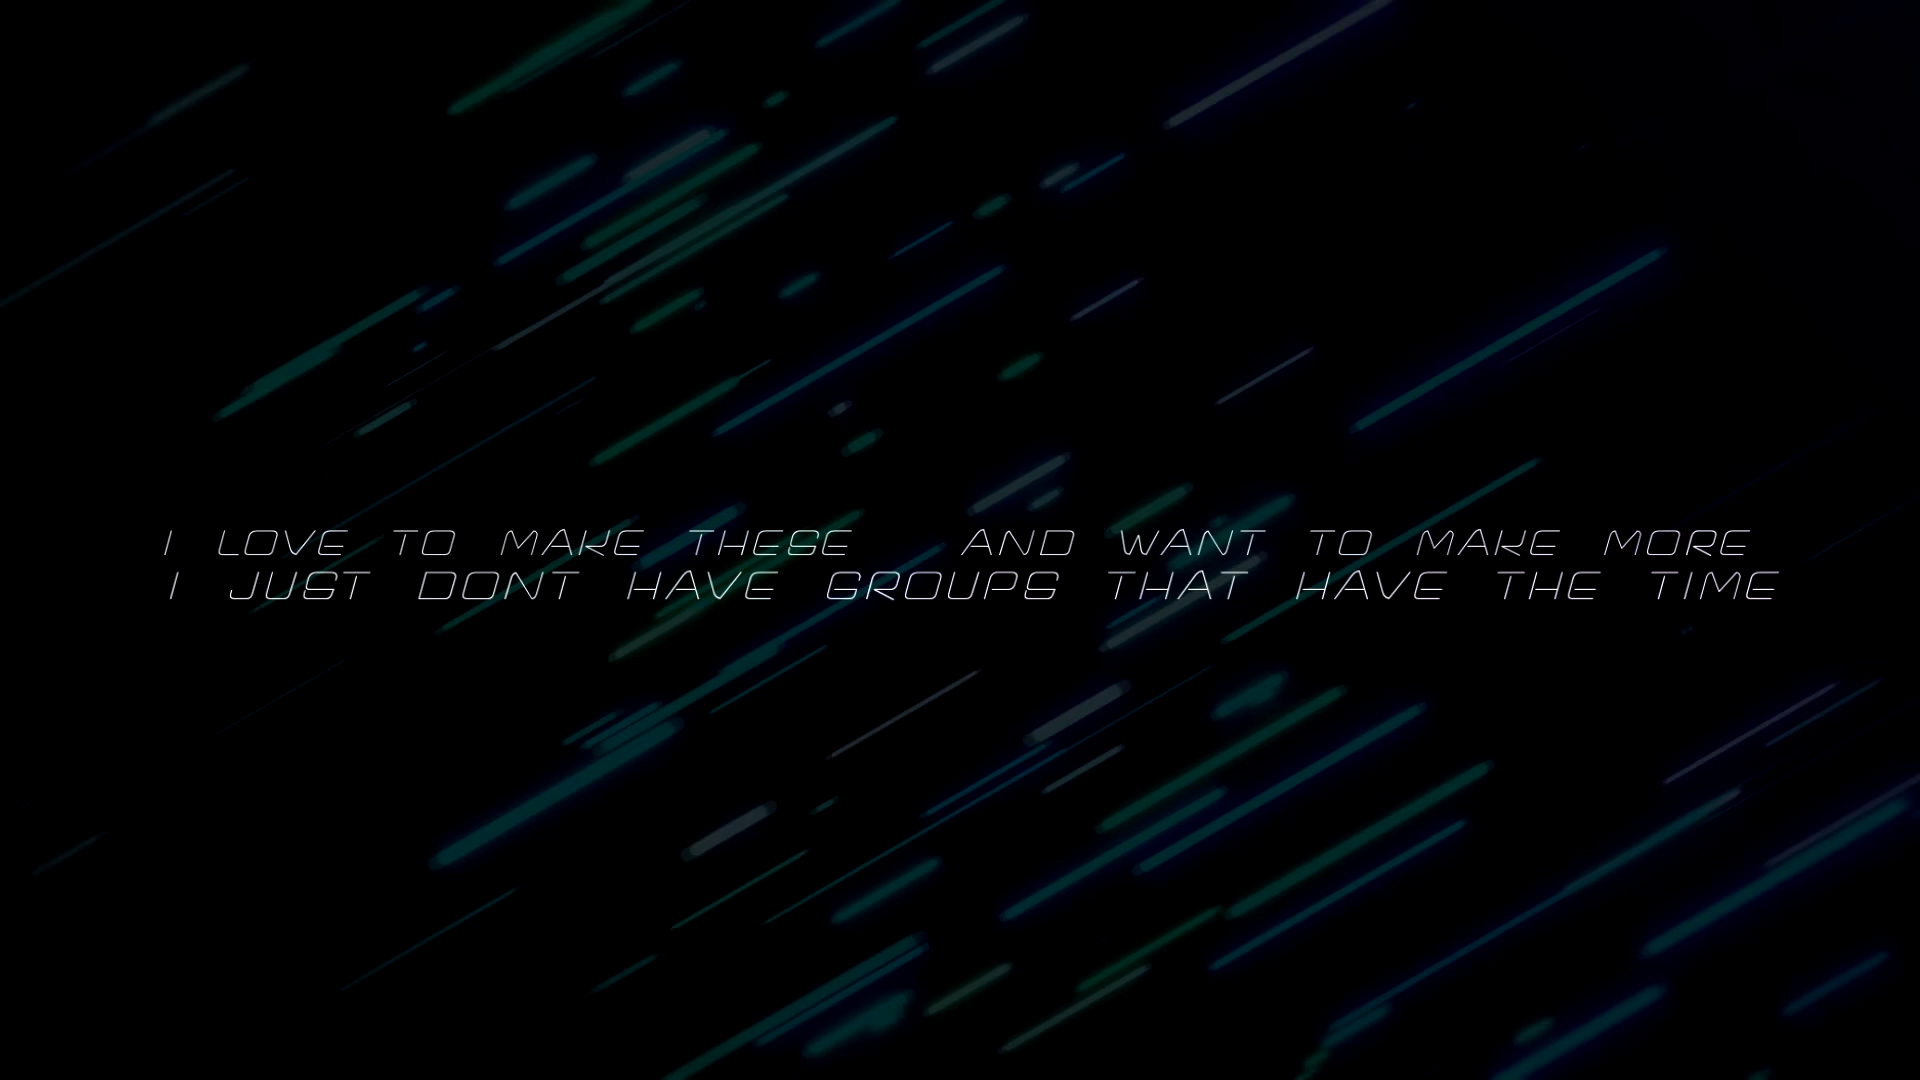 I LOVE TO MAKE THESE AND WANT TO MAKE MORE
I JUST DONT HAVE GROUPS THAT HAVE THE TIME